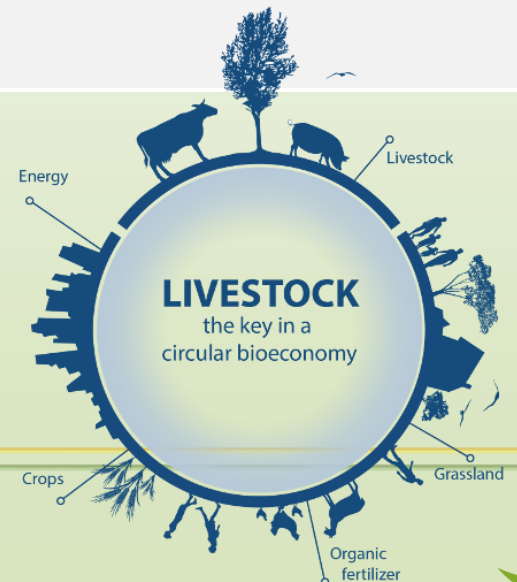 Livestock
Energy
LIVESTOCK
the key in a
circular bioeconomy
Grassland
Crops
Organic
fertilizer